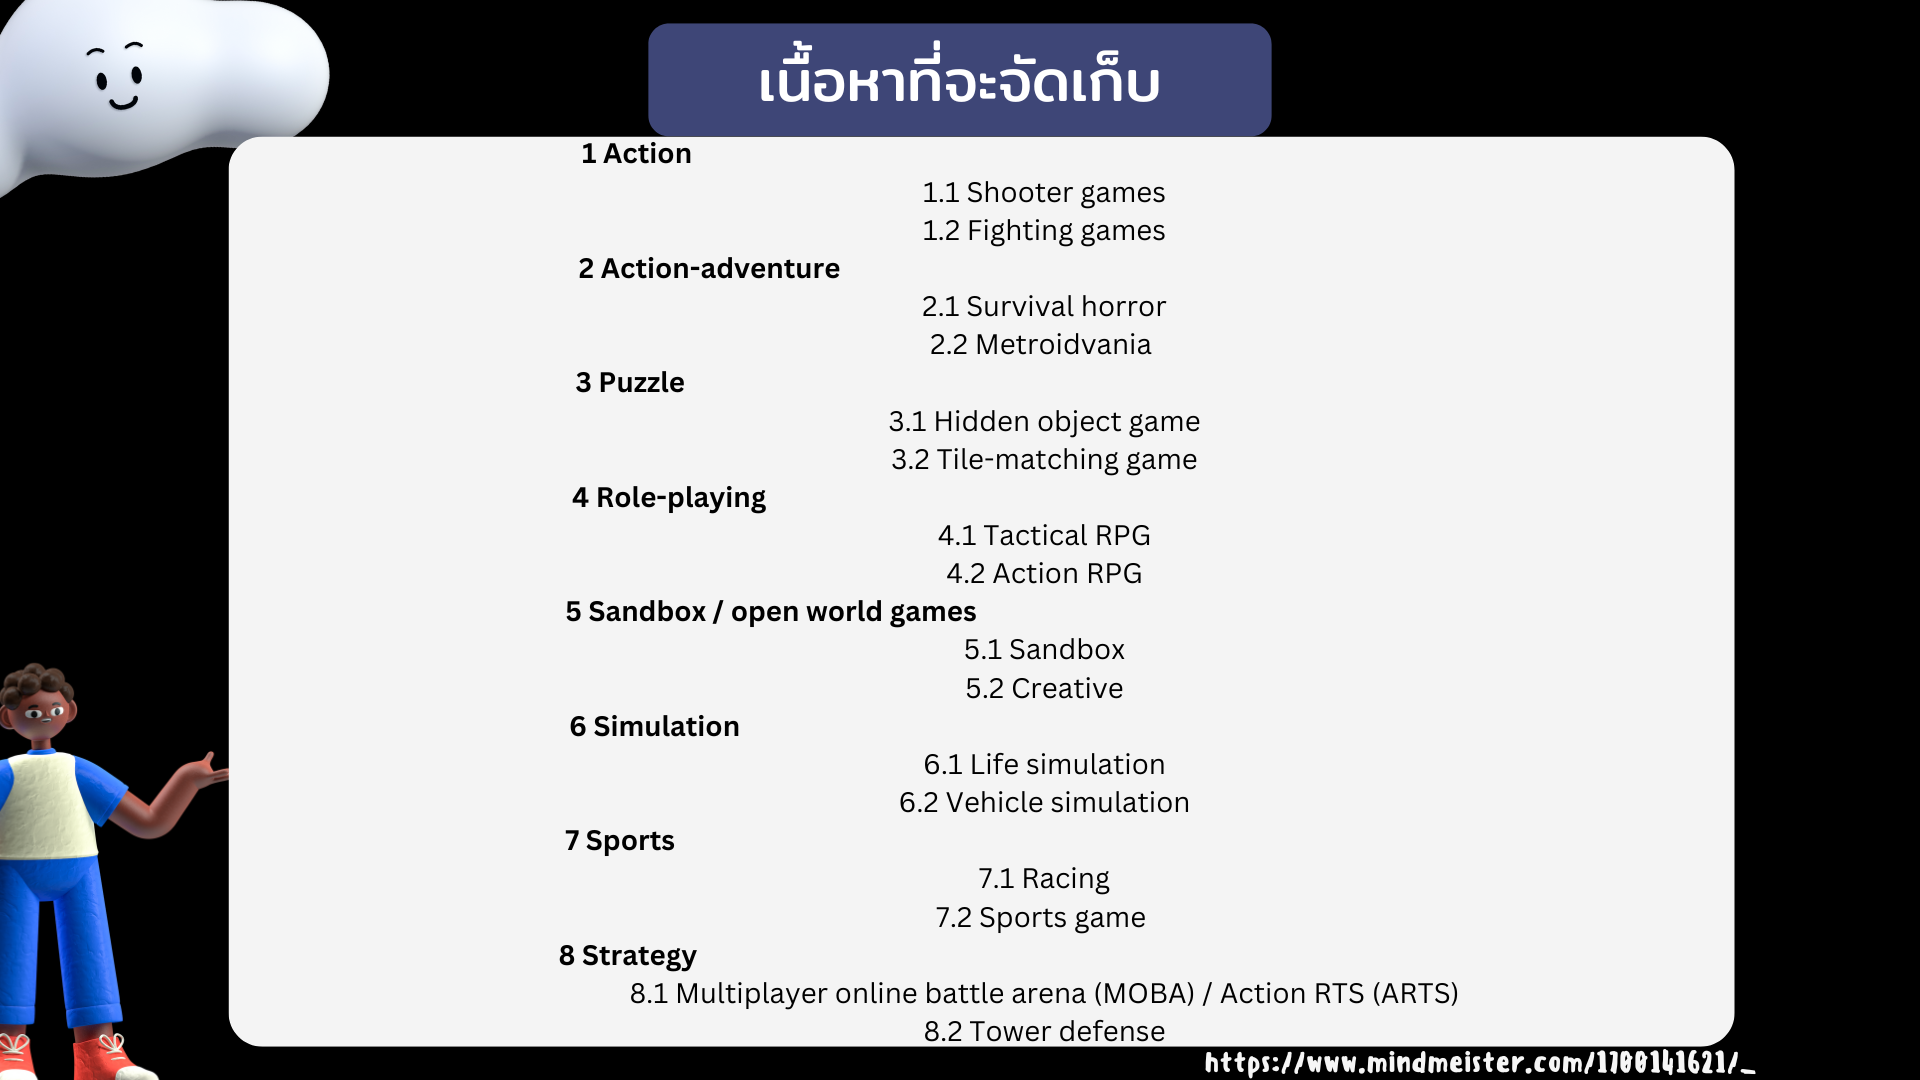 เนื้อหาที่จะจัดเก็บ
1 Action
1.1 Shooter games
1.2 Fighting games
2 Action-adventure
2.1 Survival horror
2.2 Metroidvania
3 Puzzle
3.1 Hidden object game
3.2 Tile-matching game
4 Role-playing
4.1 Tactical RPG
4.2 Action RPG
5 Sandbox / open world games
5.1 Sandbox
5.2 Creative
6 Simulation
6.1 Life simulation
6.2 Vehicle simulation
7 Sports
7.1 Racing
7.2 Sports game
8 Strategy
8.1 Multiplayer online battle arena (MOBA) / Action RTS (ARTS)
8.2 Tower defense
https://www.mindmeister.com/1700141621/_